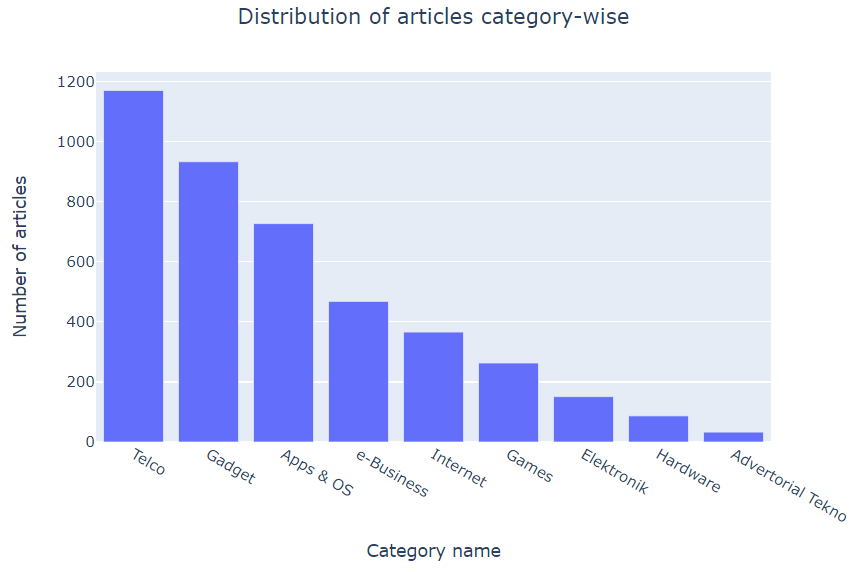 Distribution of articles category-wise
Number of articles
1200
1000
800
600
400
200
0
Telco
Gadget
Apps & OS
e-Business
Internet
Games
Elektronik
Hardware
Advertorial Tekno
Category name